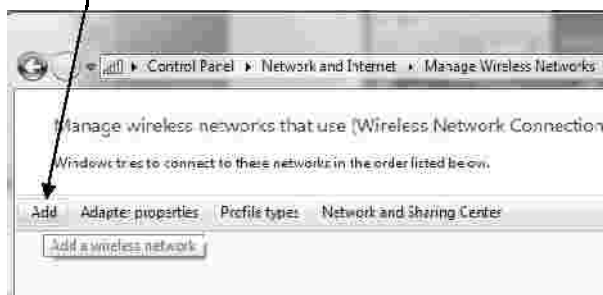 Control Panel ▸ Network and Internet ▸ Manage Wireless Networks
Manage wireless networks that use (Wireless Network Connection
Windows tries to connect to these networks in the order listed below.
Add Adapter properties Profile types Network and Sharing Center
Add a wireless network